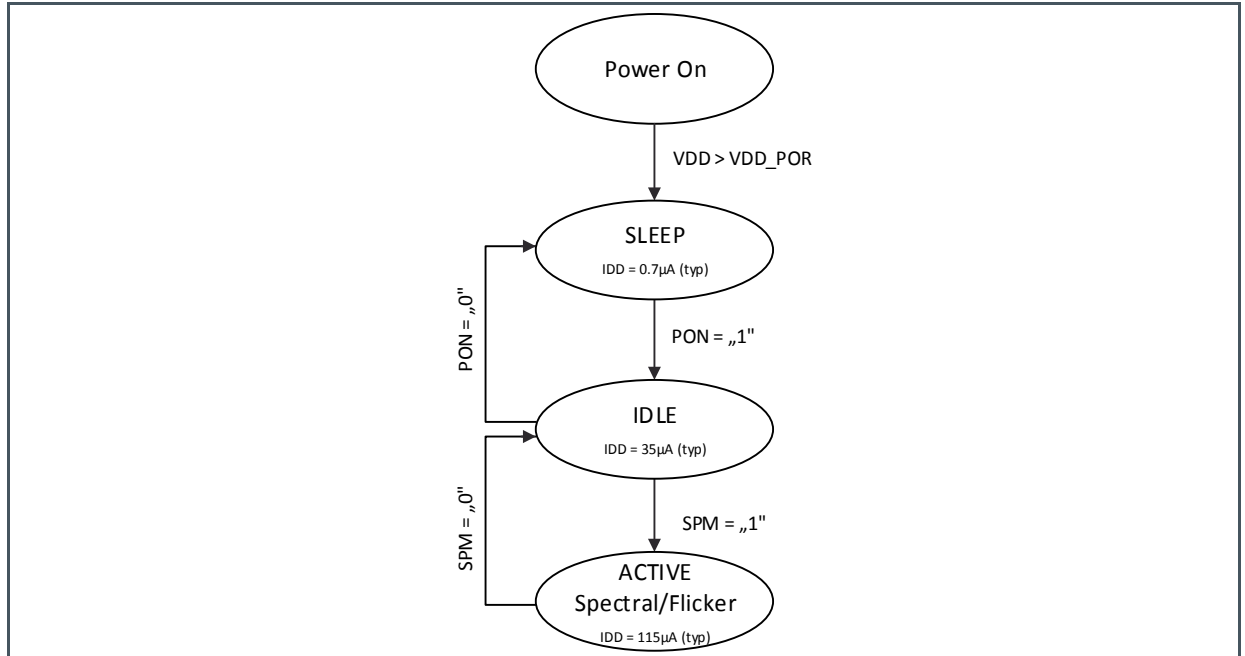 Power On
VDD > VDD_POR
SLEEP
IDD = 0.7µA (typ)
PON = „0"
PON = „1"
IDLE
IDD = 35µA (typ)
SPM = „0"
SPM = „1"
ACTIVE
Spectral/Flicker
IDD = 115µA (typ)